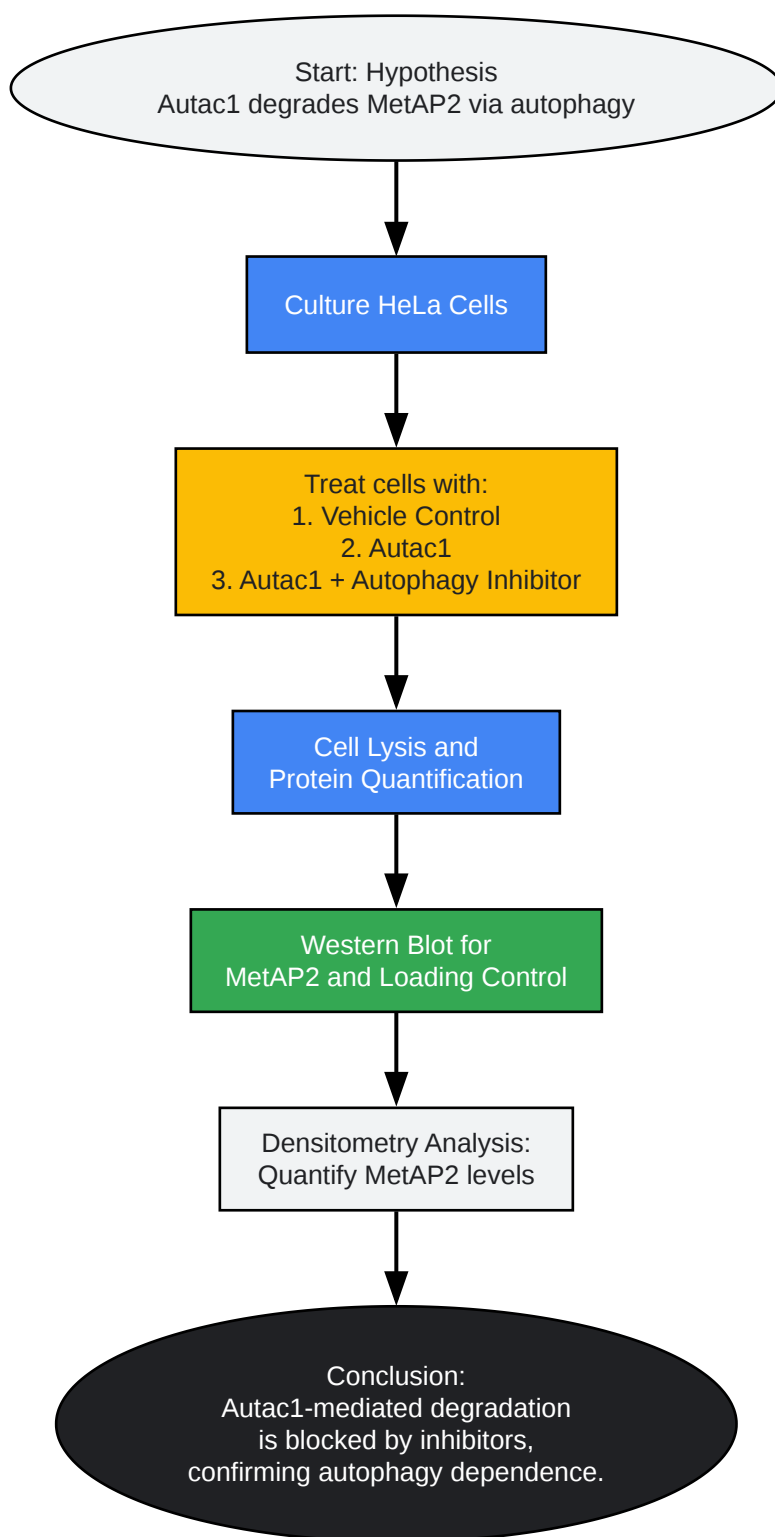 Start: Hypothesis
Autac1 degrades MetAP2 via autophagy
Culture HeLa Cells
Treat cells with:
1. Vehicle Control
2. Autac1
3. Autac1 + Autophagy Inhibitor
Cell Lysis and
Protein Quantification
Western Blot for
MetAP2 and Loading Control
Densitometry Analysis:
Quantify MetAP2 levels
Conclusion:
Autac1-mediated degradation
is blocked by inhibitors,
confirming autophagy dependence.